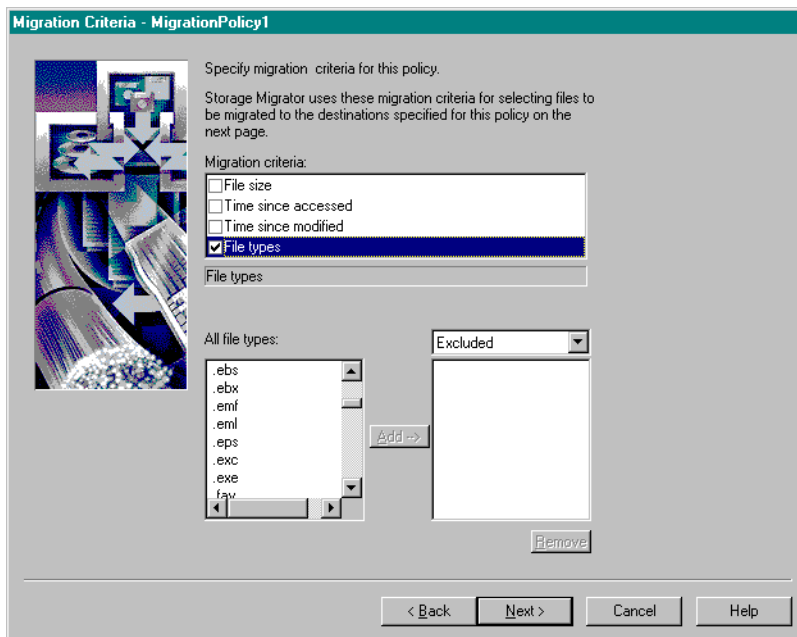 Migration Criteria - MigrationPolicy1
Specify migration criteria for this policy.
Storage Migrator uses these migration criteria for selecting files to
be migrated to the destinations specified for this policy on the
next page.
Migration criteria:
File size
Time since accessed
Time since modified
File types
File types
All file types:
Excluded
.ebs
.ebx
.emf
.eml
.eps
.exc
.exe
.fav
Add -->
Remove
< Back
Next >
Cancel
Help